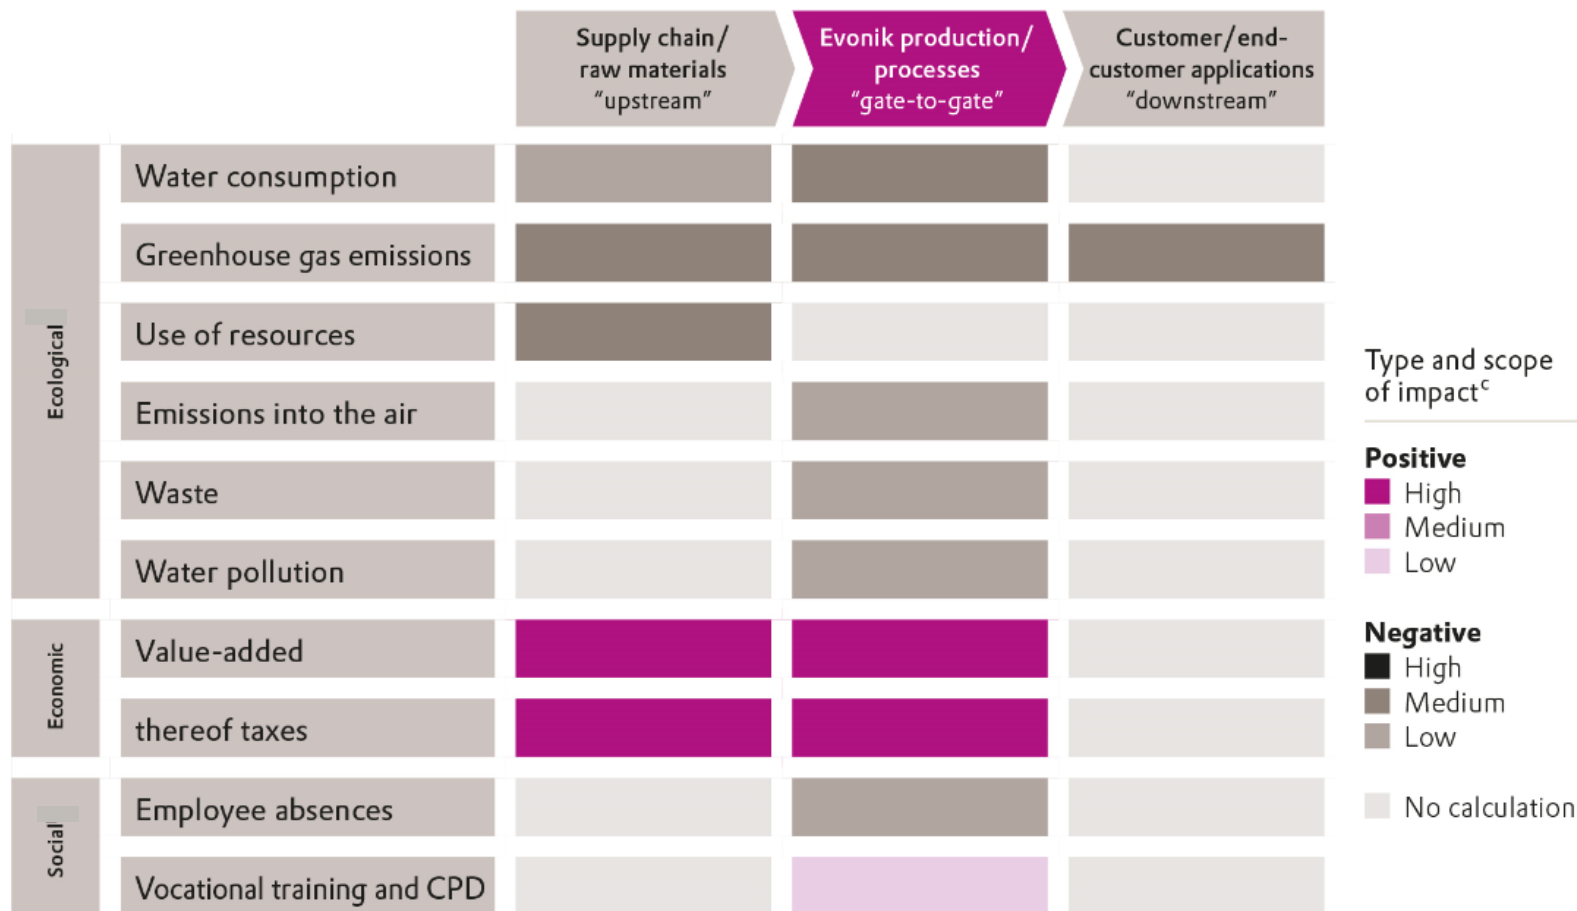 Supply chain/
raw materials
“upstream”
Evonik production/
processes
“gate-to-gate”
Customer/end-
customer applications
“downstream”
Ecological
Water consumption
Greenhouse gas emissions
Use of resources
Emissions into the air
Waste
Water pollution
Economic
Value-added
thereof taxes
Social
Employee absences
Vocational training and CPD
Type and scope
of impactᶜ
Positive
High
Medium
Low
Negative
High
Medium
Low
No calculation